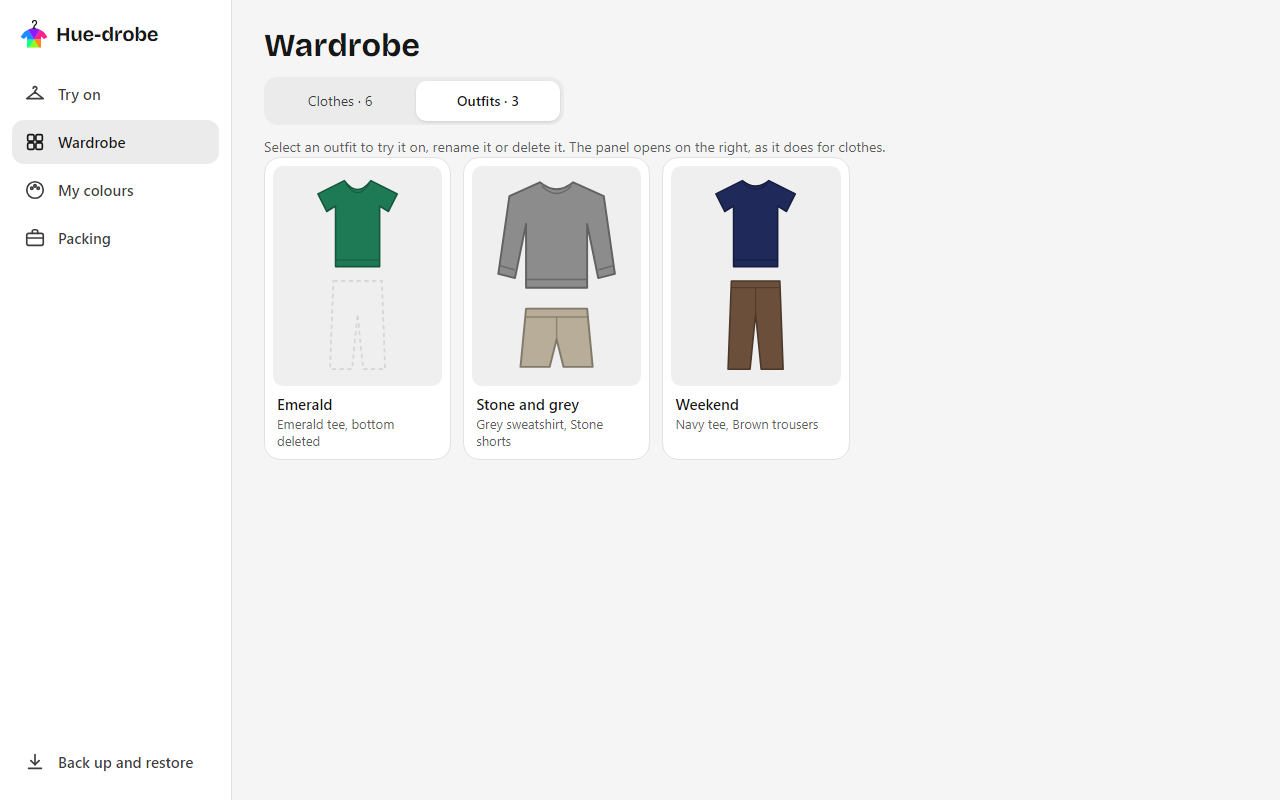 Hue-drobe
Try on
Wardrobe
My colours
Packing
Back up and restore
Wardrobe
Clothes · 6
Outfits · 3
Select an outfit to try it on, rename it or delete it. The panel opens on the right, as it does for clothes.
Emerald
Emerald tee, bottom
deleted
Stone and grey
Grey sweatshirt, Stone
shorts
Weekend
Navy tee, Brown trousers